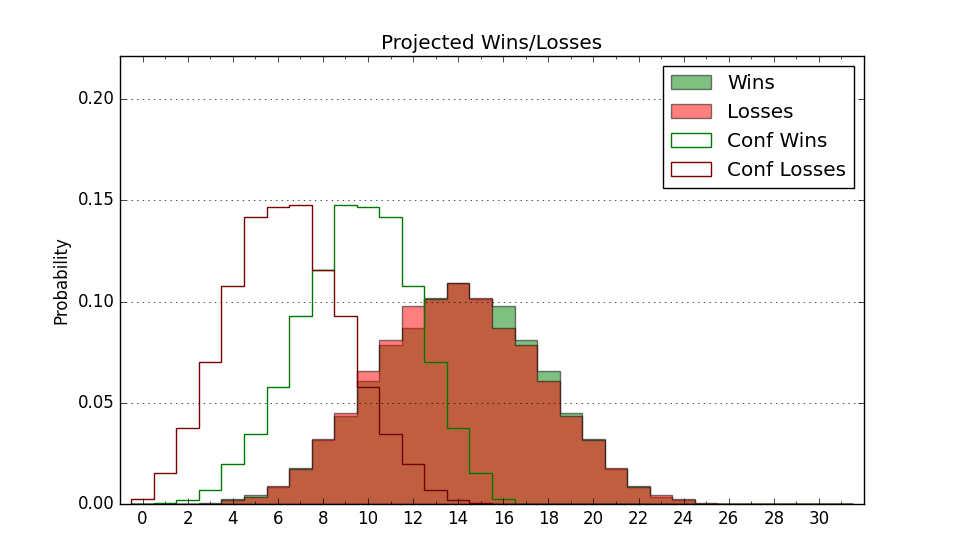 Projected Wins/Losses
Wins
Losses
Conf Wins
Conf Losses
Probability
0.20
0.15
0.10
0.05
0.00
0 2 4 6 8 10 12 14 16 18 20 22 24 26 28 30